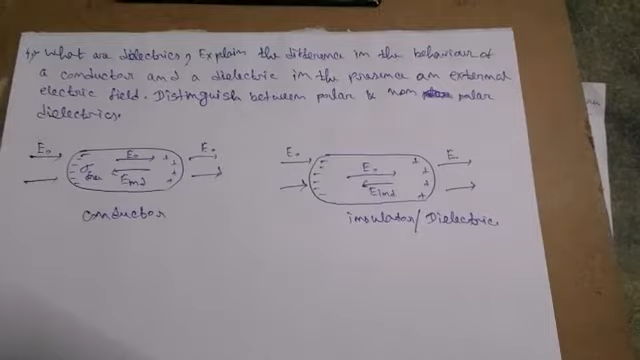 4. What are dielectrics, Explain the difference in the behaviour of
a conductor and a dielectric in the presence an external
electric field. Distinguish between polar & non polar
dielectrics.
E₀ E₀ E₀
Eind
conductor
E₀ E₀ E₀
Eind
insulator/Dielectric